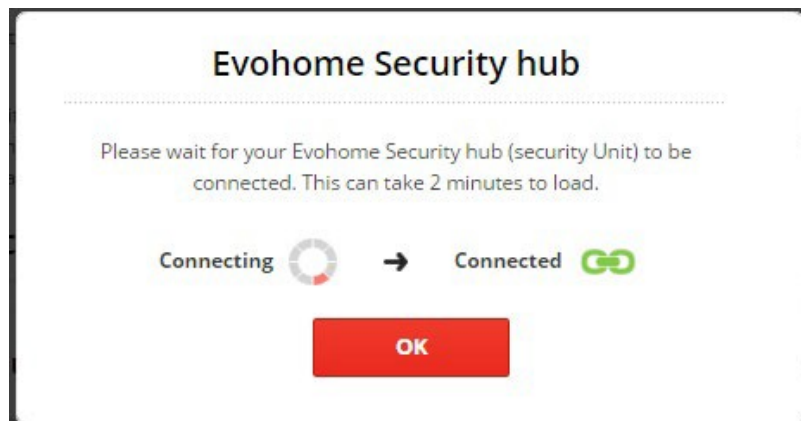 Evohome Security hub
Please wait for your Evohome Security hub (security Unit) to be
connected. This can take 2 minutes to load.
Connecting → Connected
OK